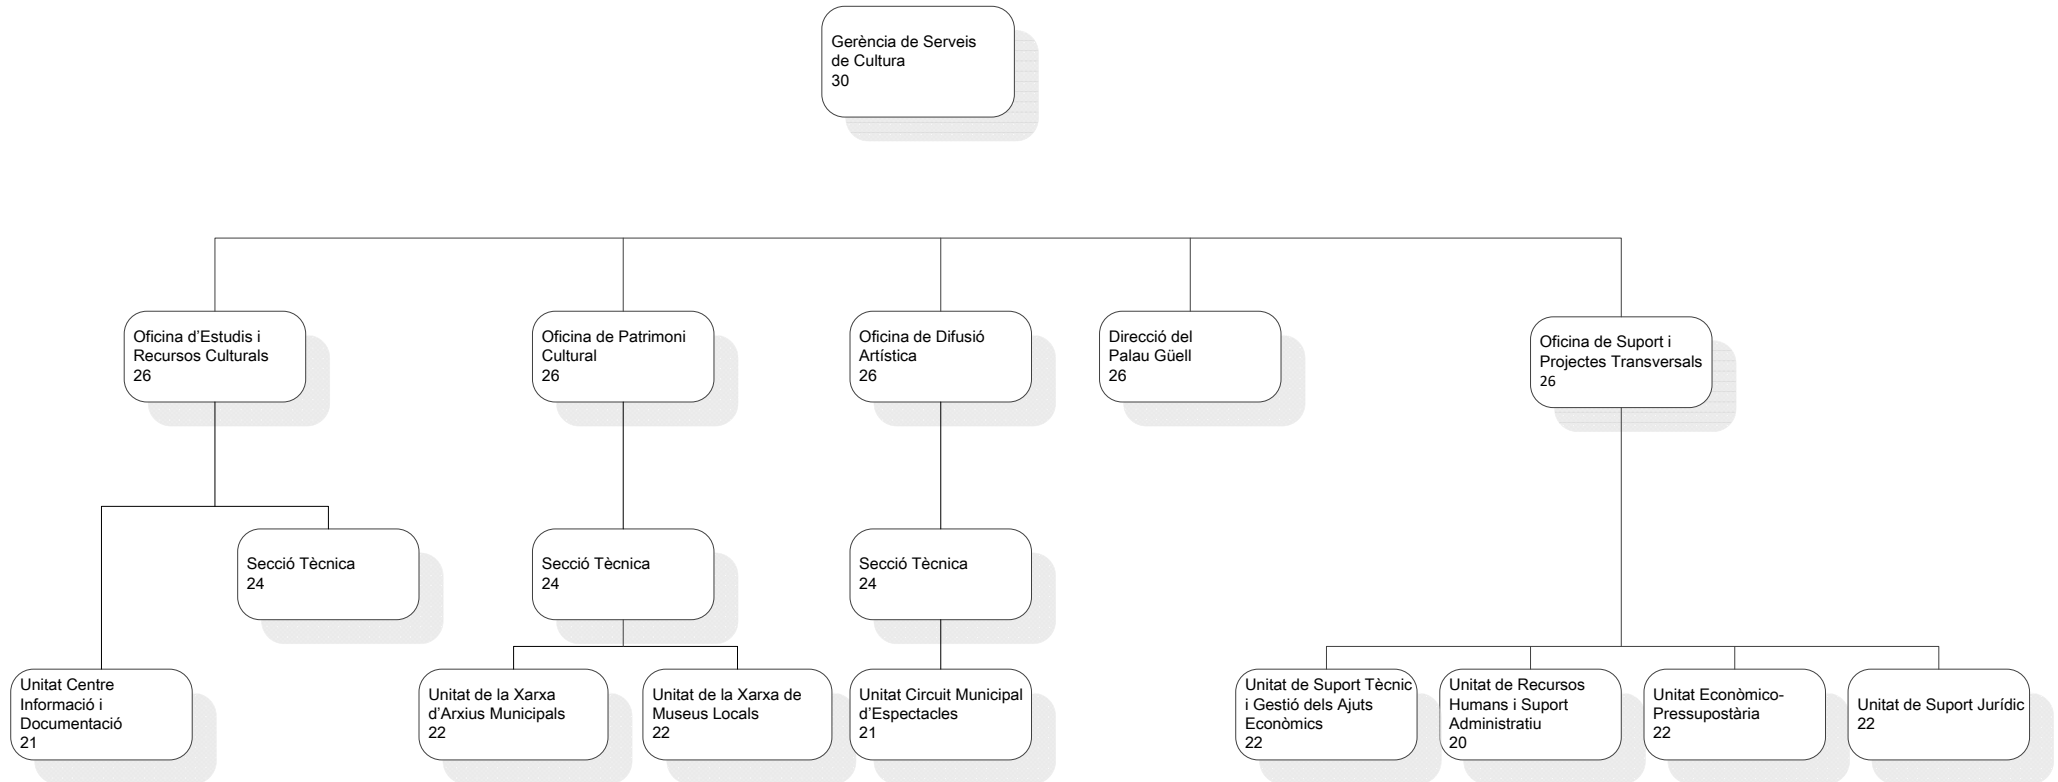 Gerència de Serveis
de Cultura
30
Oficina d’Estudis i
Recursos Culturals
26
Oficina de Patrimoni
Cultural
26
Oficina de Difusió
Artística
26
Direcció del
Palau Güell
26
Oficina de Suport i
Projectes Transversals
26
Secció Tècnica
24
Secció Tècnica
24
Secció Tècnica
24
Unitat Centre
Informació i
Documentació
21
Unitat de la Xarxa
d’Arxius Municipals
22
Unitat de la Xarxa de
Museus Locals
22
Unitat Circuit Municipal
d’Espectacles
21
Unitat de Suport Tècnic
i Gestió dels Ajuts
Econòmics
22
Unitat de Recursos
Humans i Suport
Administratiu
20
Unitat Econòmico-
Pressupostària
22
Unitat de Suport Jurídic
22